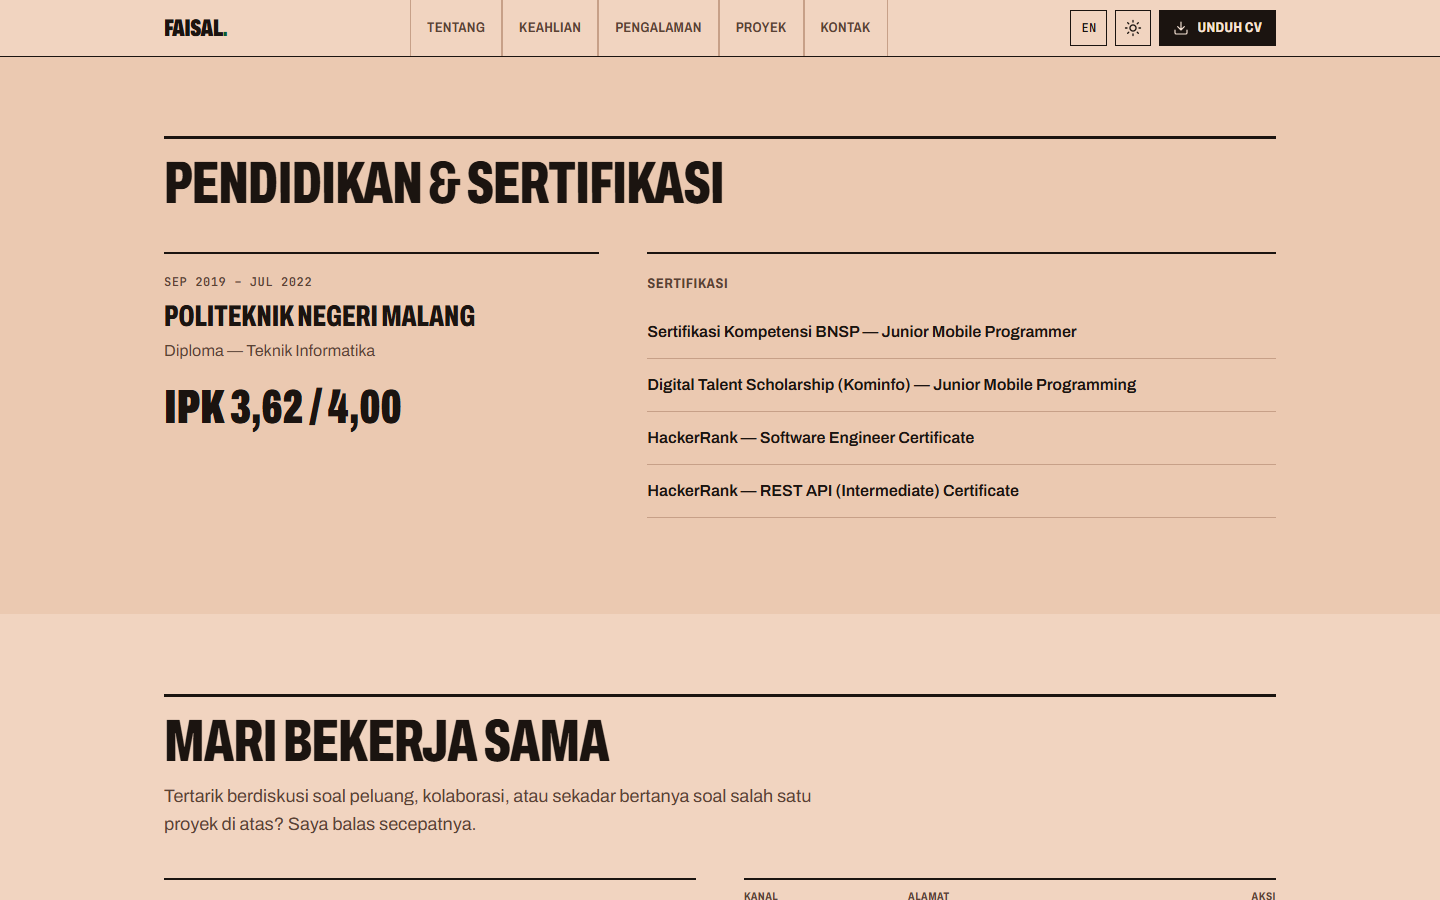 FAISAL.
TENTANG
KEAHLIAN
PENGALAMAN
PROYEK
KONTAK
EN
UNDUH CV
PENDIDIKAN & SERTIFIKASI
SEP 2019 – JUL 2022
POLITEKNIK NEGERI MALANG
Diploma — Teknik Informatika
IPK 3,62 / 4,00
SERTIFIKASI
Sertifikasi Kompetensi BNSP — Junior Mobile Programmer
Digital Talent Scholarship (Kominfo) — Junior Mobile Programming
HackerRank — Software Engineer Certificate
HackerRank — REST API (Intermediate) Certificate
MARI BEKERJA SAMA
Tertarik berdiskusi soal peluang, kolaborasi, atau sekadar bertanya soal salah satu
proyek di atas? Saya balas secepatnya.
KANAL
ALAMAT
AKSI